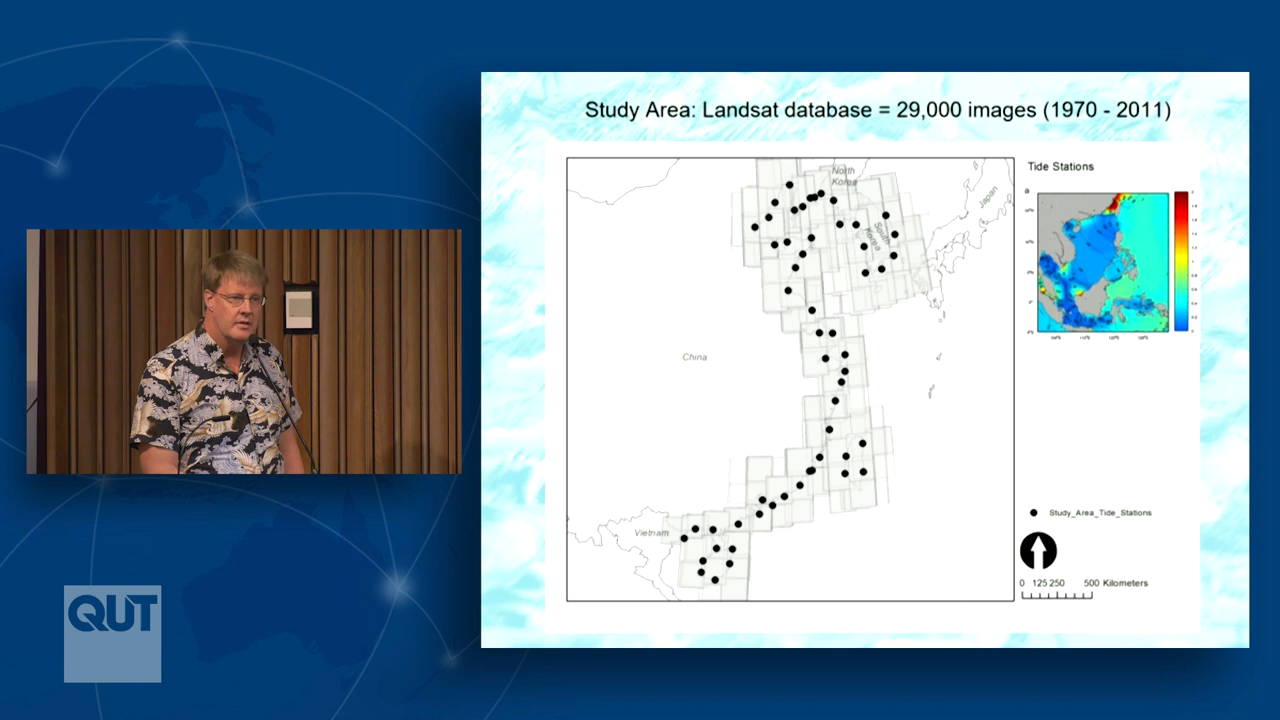 Study Area: Landsat database = 29,000 images (1970 - 2011)
North
Korea
Tide Stations
Japan
South
Korea
China
Vietnam
Study_Area_Tide_Stations
0 125 250 500 Kilometers
QUT